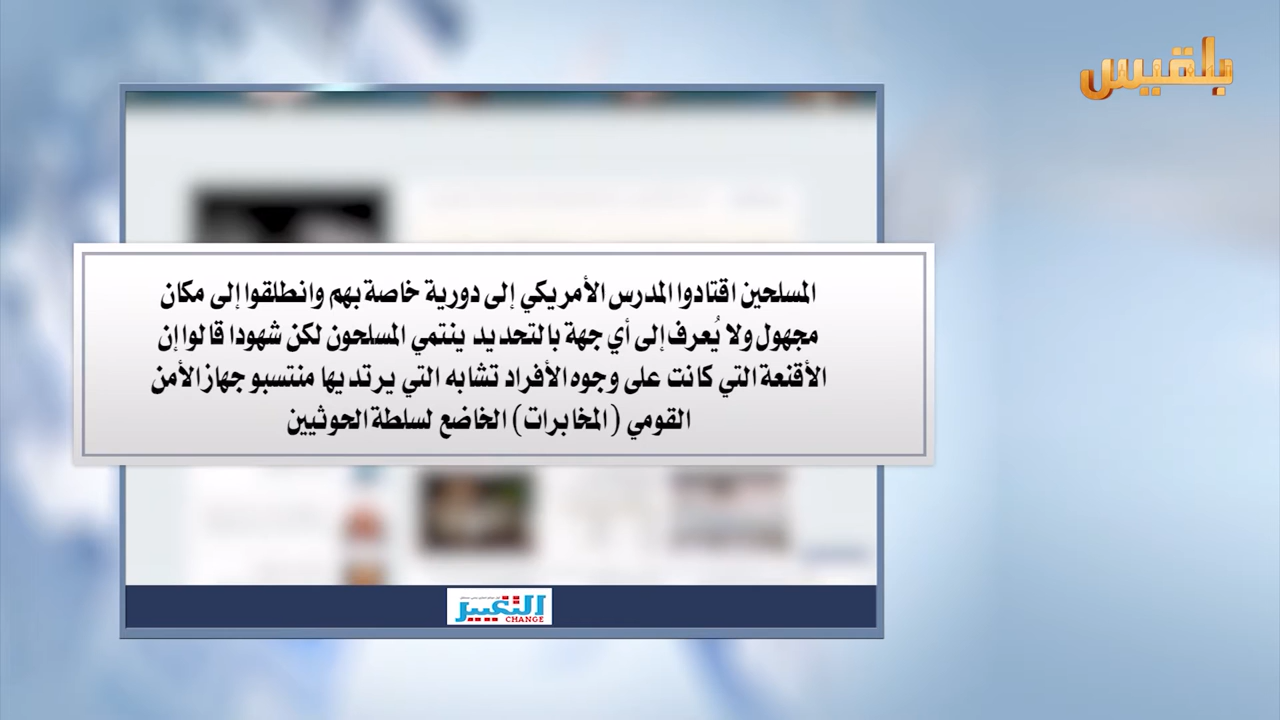 بلقيس
المسلحين اقتادوا المدرس الأمريكي إلى دورية خاصة بهم وانطلقوا إلى مكان
مجهول ولا يُعرف إلى أي جهة بالتحديد ينتمي المسلحون لكن شهودا قالوا إن
الأقنعة التي كانت على وجوه الأفراد تشابه التي يرتديها منتسبو جهاز الأمن
القومي (المخابرات) الخاضع لسلطة الحوثيين
التغيير
CHANGE